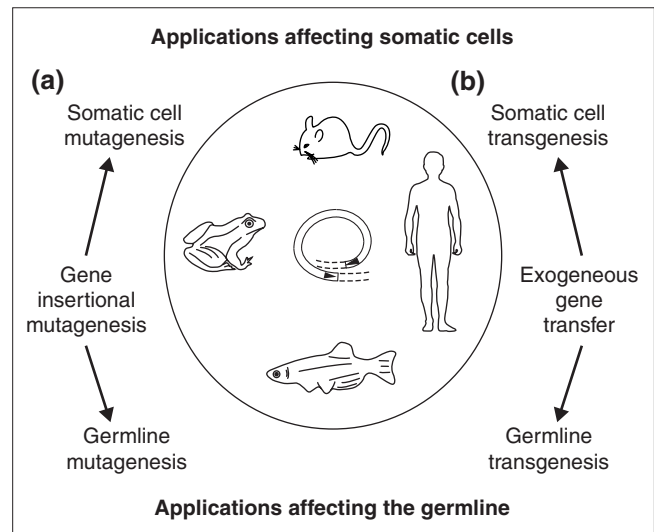 Applications affecting somatic cells
(a)
Somatic cell
mutagenesis
Gene
insertional
mutagenesis
Germline
mutagenesis
(b)
Somatic cell
transgenesis
Exogeneous
gene
transfer
Germline
transgenesis
Applications affecting the germline